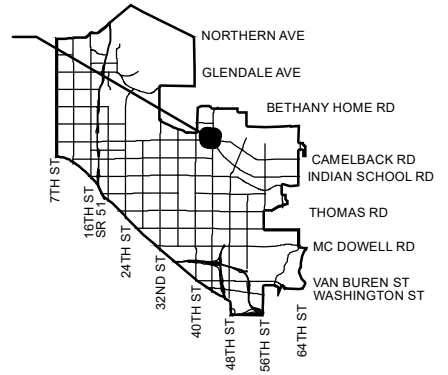 NORTHERN AVE
GLENDALE AVE
BETHANY HOME RD
CAMELBACK RD
INDIAN SCHOOL RD
THOMAS RD
MC DOWELL RD
VAN BUREN ST
WASHINGTON ST
7TH ST
16TH ST
SR 51
24TH ST
32ND ST
40TH ST
48TH ST
56TH ST
64TH ST